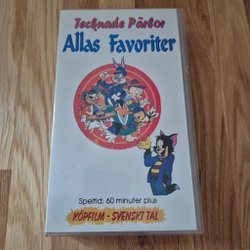 Tecknade Pärlor
Allas Favoriter
Speltid: 60 minuter plus
KÖPFILM - SVENSKT TAL